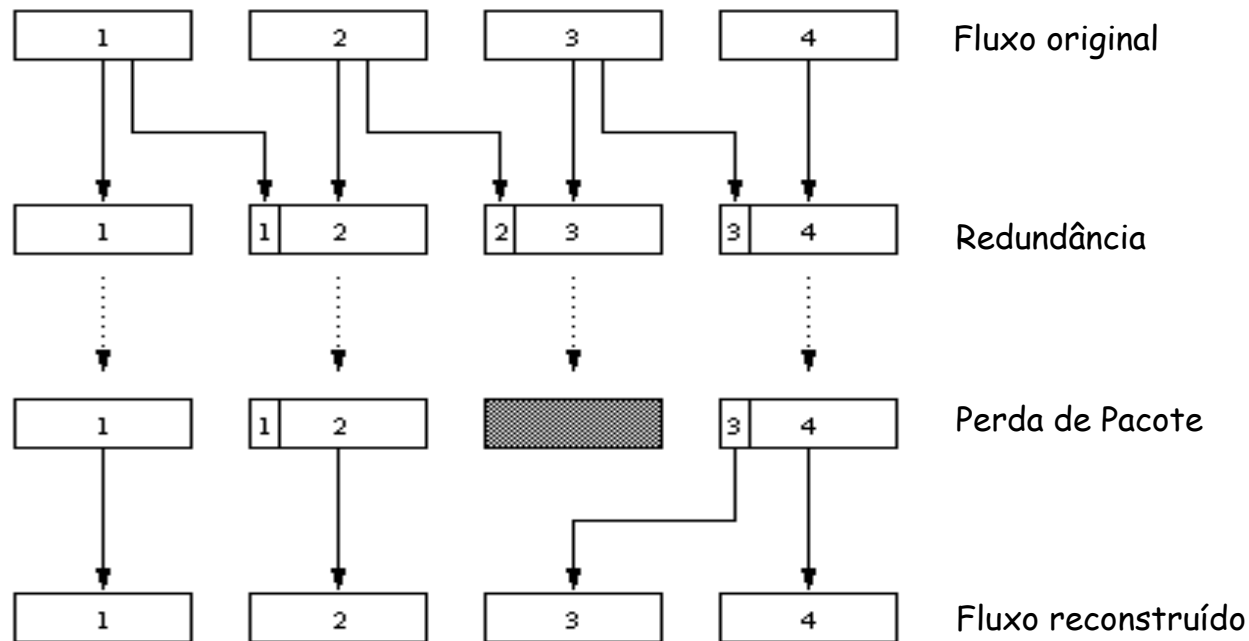 1 2 3 4 Fluxo original
1 1 2 2 3 3 4 Redundância
1 1 2 3 4 Perda de Pacote
1 2 3 4 Fluxo reconstruído